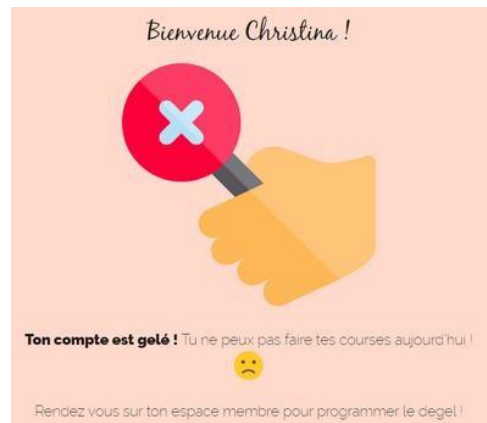 Bienvenue Christina !
Ton compte est gelé ! Tu ne peux pas faire tes courses aujourd'hui !
Rendez vous sur ton espace membre pour programmer le degel !